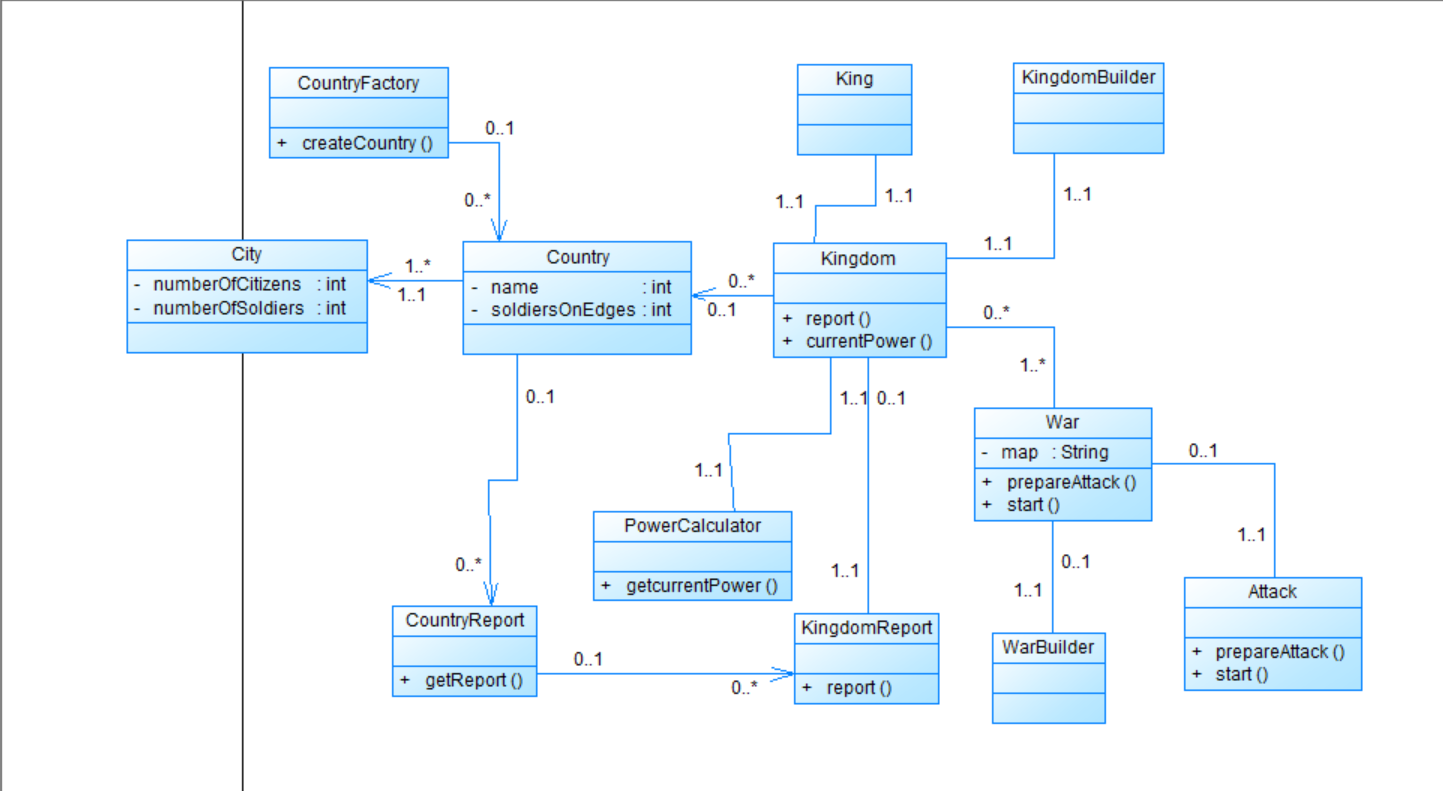 CountryFactory
+ createCountry ()
King
KingdomBuilder
0..1
0..*
1..1
1..1
1..1
1..1
City
- numberOfCitizens : int
- numberOfSoldiers : int
1..*
1..1
Country
- name : int
- soldiersOnEdges : int
0..*
0..1
Kingdom
+ report ()
+ currentPower ()
0..*
1..*
0..1
0..*
1..1
1..1
0..1
1..1
War
- map : String
+ prepareAttack ()
+ start ()
0..1
1..1
0..1
1..1
PowerCalculator
+ getcurrentPower ()
CountryReport
+ getReport ()
0..1
0..*
KingdomReport
+ report ()
WarBuilder
Attack
+ prepareAttack ()
+ start ()